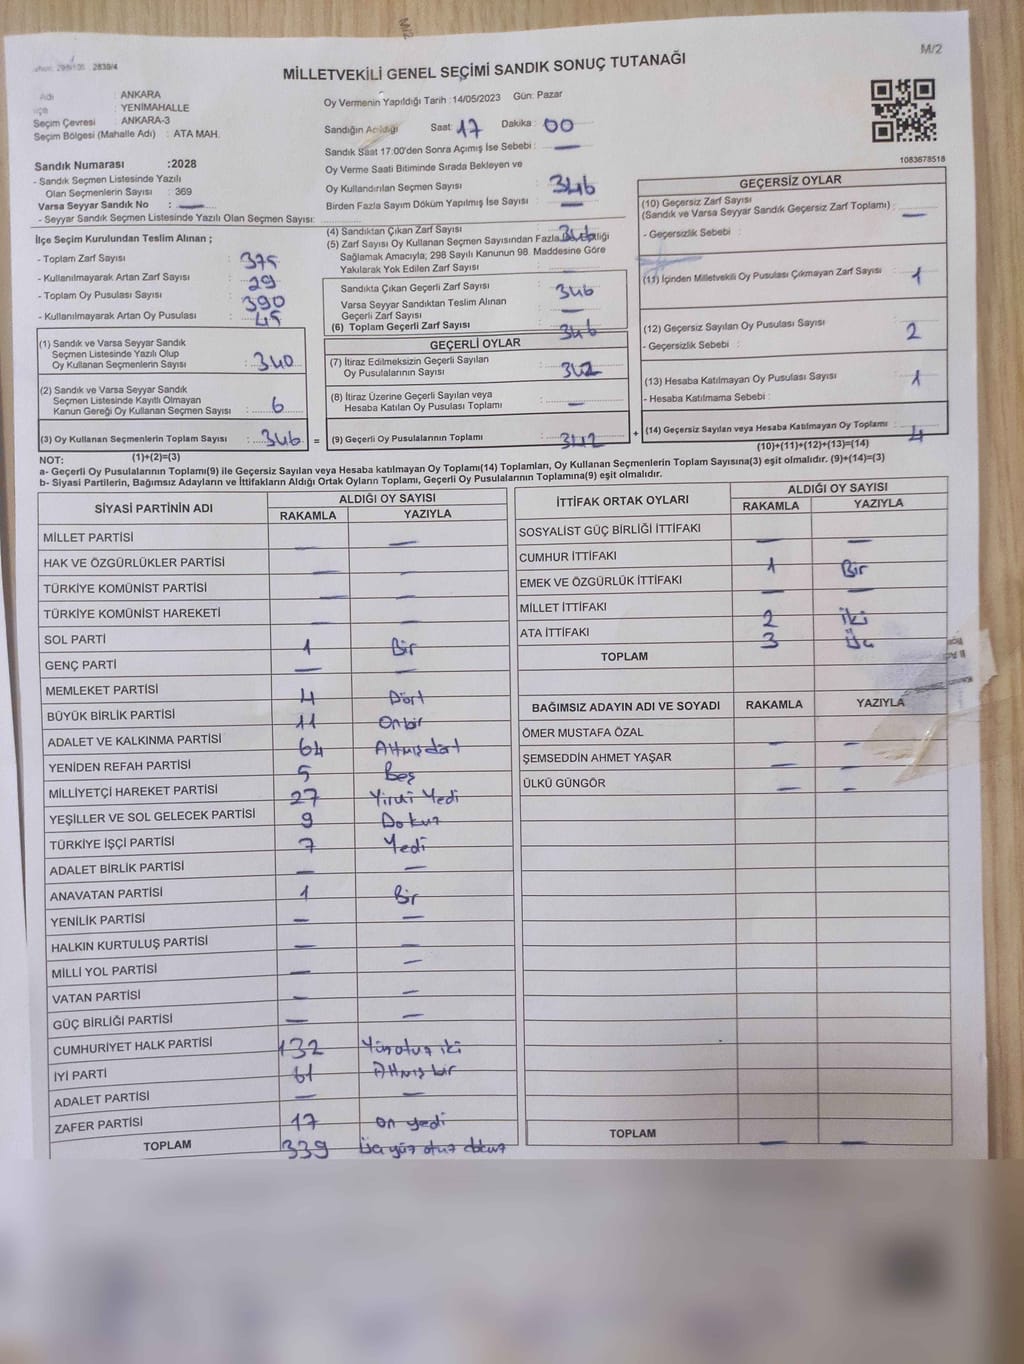 M/2
M/2
2839/4
MİLLETVEKİLİ GENEL SEÇİMİ SANDIK SONUÇ TUTANAĞI
Adı : ANKARA
İlçe : YENİMAHALLE
Seçim Çevresi : ANKARA-3
Seçim Bölgesi (Mahalle Adı) : ATA MAH.
Oy Vermenin Yapıldığı Tarih :14/05/2023 Gün: Pazar
Sandığın Açıldığı Saat: 17 Dakika : 00
Sandık Saat 17:00'den Sonra Açımış İse Sebebi : —
1083678518
Sandık Numarası :2028
- Sandık Seçmen Listesinde Yazılı
Olan Seçmenlerin Sayısı : 369
Varsa Seyyar Sandık No : —
- Seyyar Sandık Seçmen Listesinde Yazılı Olan Seçmen Sayısı:
Oy Verme Saati Bitiminde Sırada Bekleyen ve
Oy Kullandırılan Seçmen Sayısı : 346
Birden Fazla Sayım Döküm Yapılmış İse Sayısı : —
İlçe Seçim Kurulundan Teslim Alınan ;
- Toplam Zarf Sayısı : 375
- Kullanılmayarak Artan Zarf Sayısı : 29
- Toplam Oy Pusulası Sayısı : 390
- Kullanılmayarak Artan Oy Pusulası : 45
(4) Sandıktan Çıkan Zarf Sayısı : 346
(5) Zarf Sayısı Oy Kullanan Seçmen Sayısından Fazla İse Eşitliği
Sağlamak Amacıyla; 298 Sayılı Kanunun 98. Maddesine Göre
Yakılarak Yok Edilen Zarf Sayısı :
Sandıkta Çıkan Geçerli Zarf Sayısı : 346
Varsa Seyyar Sandıktan Teslim Alınan
Geçerli Zarf Sayısı : —
(6) Toplam Geçerli Zarf Sayısı : 346
GEÇERSİZ OYLAR
(10) Geçersiz Zarf Sayısı
(Sandık ve Varsa Seyyar Sandık Geçersiz Zarf Toplamı) : —
- Geçersizlik Sebebi :
(11) İçinden Milletvekili Oy Pusulası Çıkmayan Zarf Sayısı : 1
(12) Geçersiz Sayılan Oy Pusulası Sayısı : 2
- Geçersizlik Sebebi :
(13) Hesaba Katılmayan Oy Pusulası Sayısı : 1
- Hesaba Katılmama Sebebi :
(14) Geçersiz Sayılan veya Hesaba Katılmayan Oy Toplamı : 4
(10)+(11)+(12)+(13)=(14)
(1) Sandık ve Varsa Seyyar Sandık
Seçmen Listesinde Yazılı Olup
Oy Kullanan Seçmenlerin Sayısı : 340
(2) Sandık ve Varsa Seyyar Sandık
Seçmen Listesinde Kayıtlı Olmayan
Kanun Gereği Oy Kullanan Seçmen Sayısı : 6
(3) Oy Kullanan Seçmenlerin Toplam Sayısı : 346 =
(1)+(2)=(3)
GEÇERLİ OYLAR
(7) İtiraz Edilmeksizin Geçerli Sayılan
Oy Pusulalarının Sayısı : 342
(8) İtiraz Üzerine Geçerli Sayılan veya
Hesaba Katılan Oy Pusulası Toplamı : —
(9) Geçerli Oy Pusulalarının Toplamı : 342 +
NOT:
a- Geçerli Oy Pusulalarının Toplamı(9) ile Geçersiz Sayılan veya Hesaba katılmayan Oy Toplamı(14) Toplamları, Oy Kullanan Seçmenlerin Toplam Sayısına(3) eşit olmalıdır. (9)+(14)=(3)
b- Siyasi Partilerin, Bağımsız Adayların ve İttifakların Aldığı Ortak Oyların Toplamı, Geçerli Oy Pusulalarının Toplamına(9) eşit olmalıdır.
SİYASİ PARTİNİN ADI ALDIĞI OY SAYISI
RAKAMLA YAZIYLA
MİLLET PARTİSİ — —
HAK VE ÖZGÜRLÜKLER PARTİSİ — —
TÜRKİYE KOMÜNİST PARTİSİ — —
TÜRKİYE KOMÜNİST HAREKETİ — —
SOL PARTİ 1 Bir
GENÇ PARTİ — —
MEMLEKET PARTİSİ 4 Dört
BÜYÜK BİRLİK PARTİSİ 11 Onbir
ADALET VE KALKINMA PARTİSİ 64 Altmışdört
YENİDEN REFAH PARTİSİ 5 Beş
MİLLİYETÇİ HAREKET PARTİSİ 27 Yirmi Yedi
YEŞİLLER VE SOL GELECEK PARTİSİ 9 Dokuz
TÜRKİYE İŞÇİ PARTİSİ 7 Yedi
ADALET BİRLİK PARTİSİ — —
ANAVATAN PARTİSİ 1 Bir
YENİLİK PARTİSİ — —
HALKIN KURTULUŞ PARTİSİ — —
MİLLİ YOL PARTİSİ — —
VATAN PARTİSİ — —
GÜÇ BİRLİĞİ PARTİSİ — —
CUMHURİYET HALK PARTİSİ 132 Yüzotuz iki
İYİ PARTİ 61 Altmış bir
ADALET PARTİSİ — —
ZAFER PARTİSİ 17 on yedi
TOPLAM 339 Üç yüz otuz dokuz
İTTİFAK ORTAK OYLARI ALDIĞI OY SAYISI
RAKAMLA YAZIYLA
SOSYALİST GÜÇ BİRLİĞİ İTTİFAKI — —
CUMHUR İTTİFAKI 1 Bir
EMEK VE ÖZGÜRLÜK İTTİFAKI — —
MİLLET İTTİFAKI 2 İki
ATA İTTİFAKI 3 Üç
TOPLAM
BAĞIMSIZ ADAYIN ADI VE SOYADI RAKAMLA YAZIYLA
ÖMER MUSTAFA ÖZAL — —
ŞEMSEDDİN AHMET YAŞAR — —
ÜLKÜ GÜNGÖR — —
TOPLAM — —